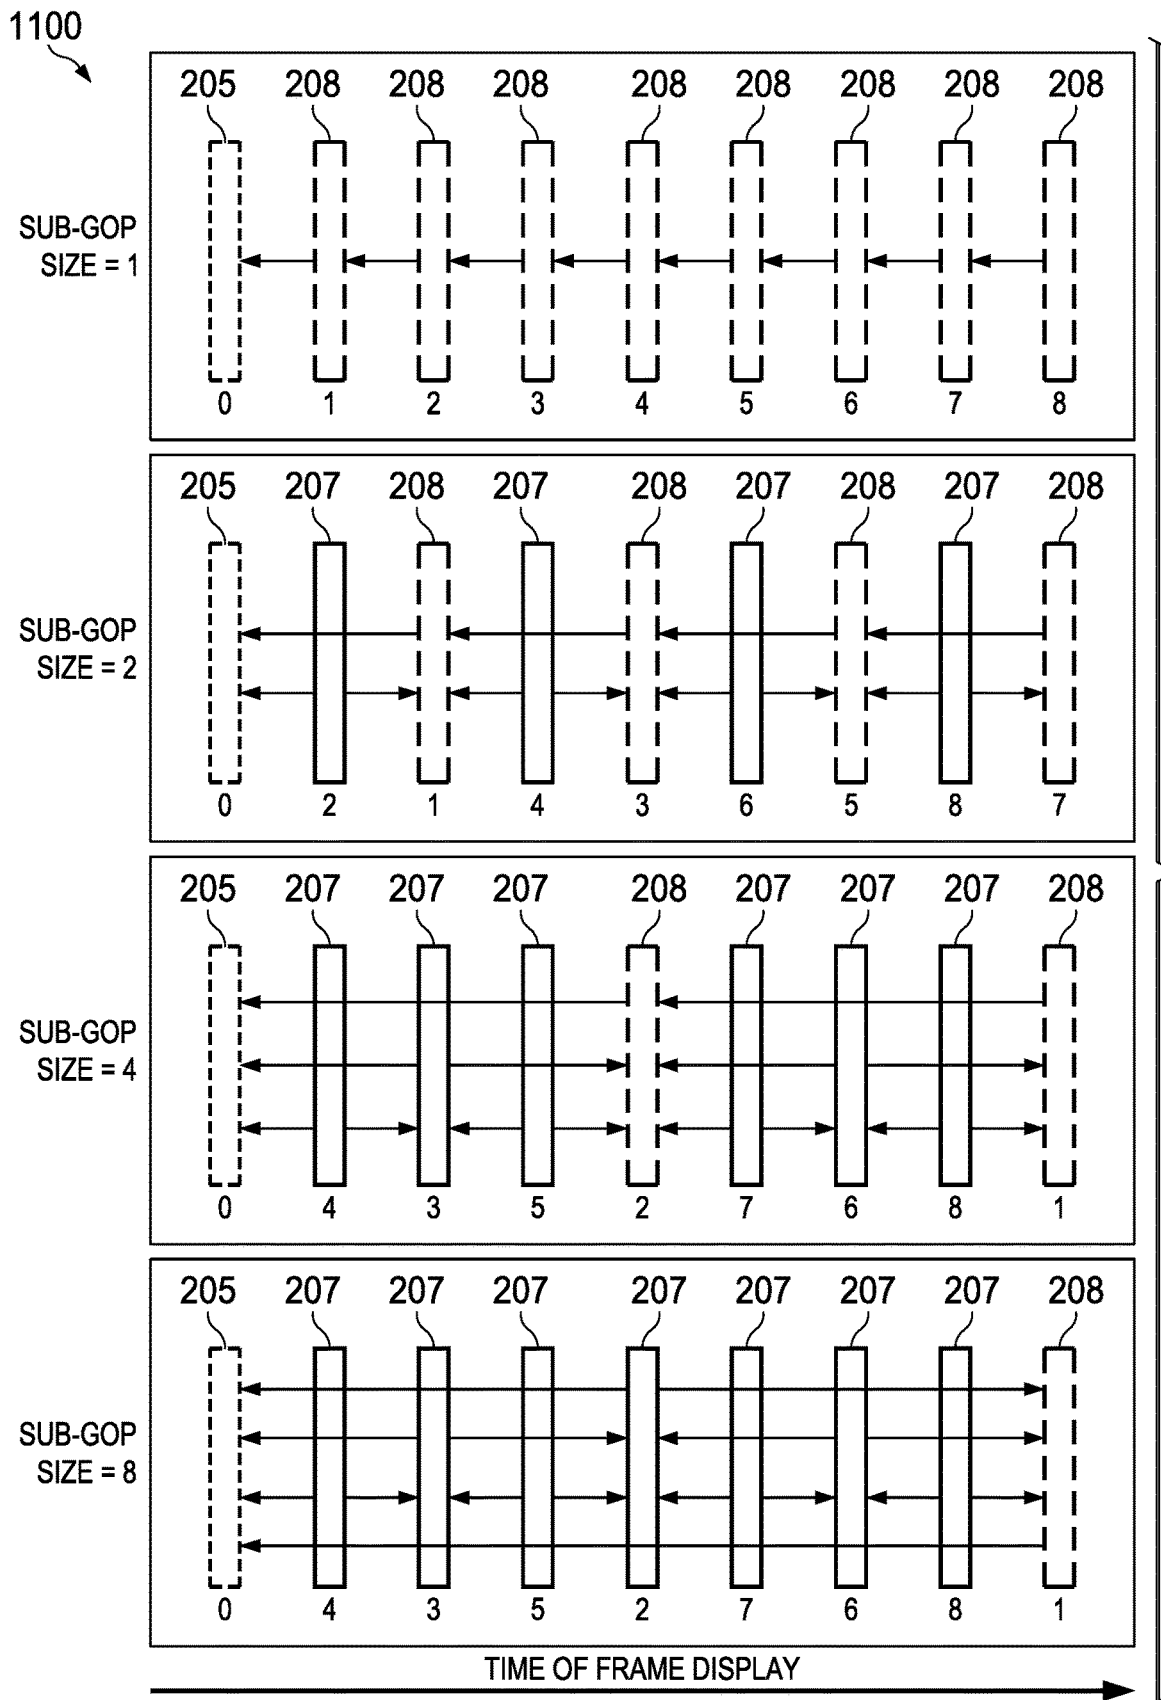 1100
205 208 208 208 208 208 208 208 208
SUB-GOP
SIZE = 1
0 1 2 3 4 5 6 7 8
205 207 208 207 208 207 208 207 208
SUB-GOP
SIZE = 2
0 2 1 4 3 6 5 8 7
205 207 207 207 208 207 207 207 208
SUB-GOP
SIZE = 4
0 4 3 5 2 7 6 8 1
205 207 207 207 207 207 207 207 208
SUB-GOP
SIZE = 8
0 4 3 5 2 7 6 8 1
TIME OF FRAME DISPLAY